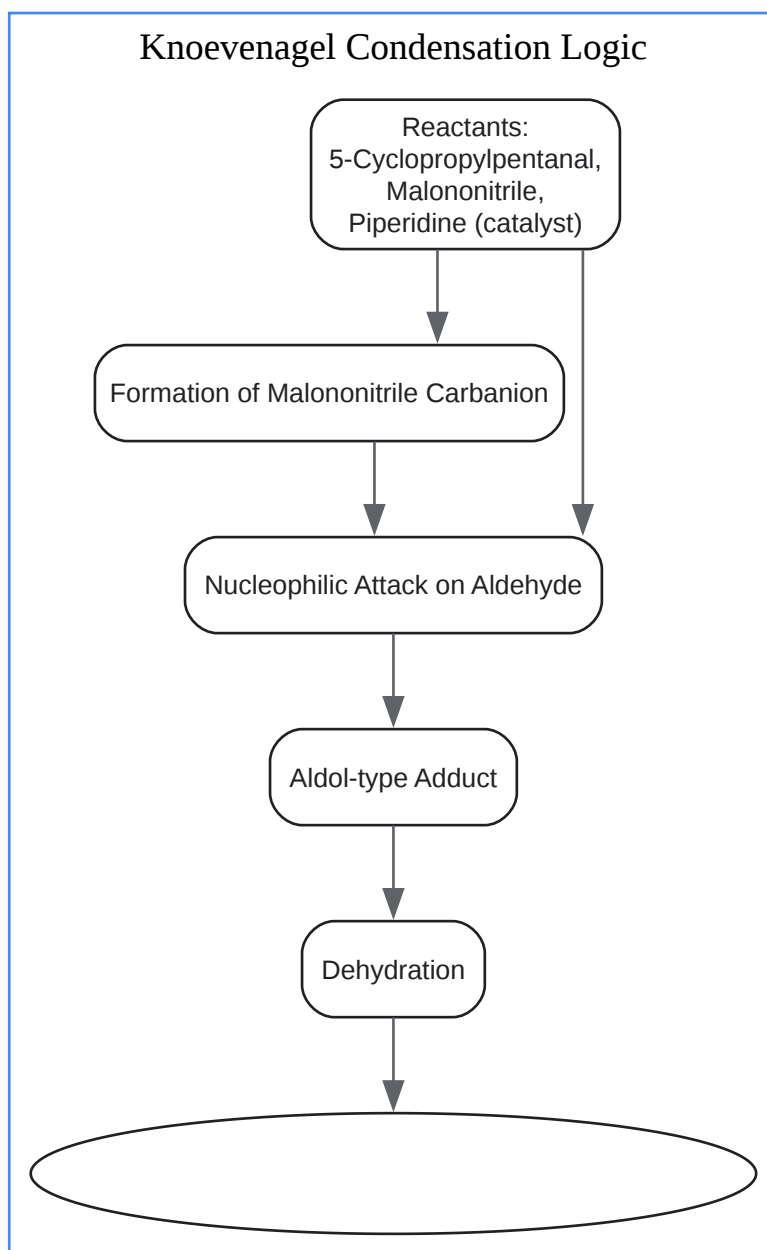 Knoevenagel Condensation Logic
Reactants:
5-Cyclopropylpentanal,
Malononitrile,
Piperidine (catalyst)
Formation of Malononitrile Carbanion
Nucleophilic Attack on Aldehyde
Aldol-type Adduct
Dehydration